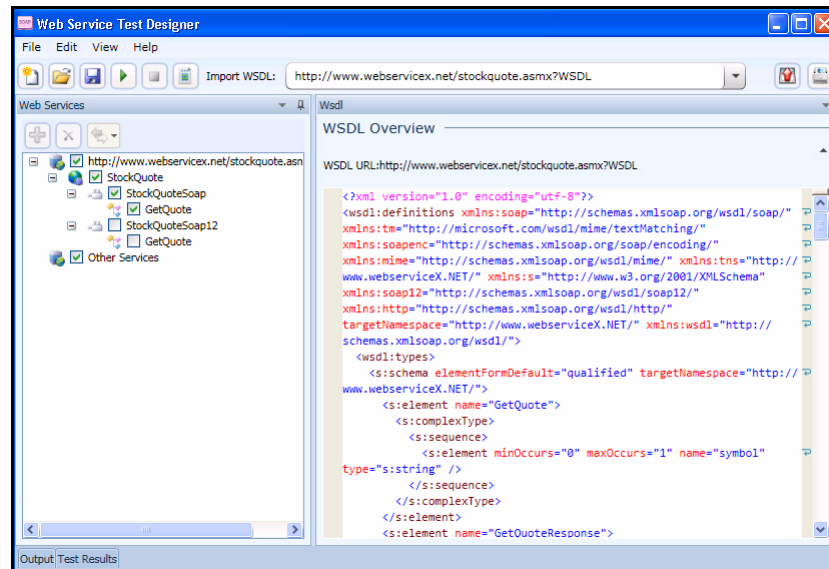 Web Service Test Designer
File Edit View Help
Import WSDL: http://www.webservicex.net/stockquote.asmx?WSDL
Web Services
http://www.webservicex.net/stockquote.asn
StockQuote
StockQuoteSoap
GetQuote
StockQuoteSoap12
GetQuote
Other Services
Wsdl
WSDL Overview
WSDL URL:http://www.webservicex.net/stockquote.asmx?WSDL
<?xml version="1.0" encoding="utf-8"?>
<wsdl:definitions xmlns:soap="http://schemas.xmlsoap.org/wsdl/soap/"
xmlns:tm="http://microsoft.com/wsdl/mime/textMatching/"
xmlns:soapenc="http://schemas.xmlsoap.org/soap/encoding/"
xmlns:mime="http://schemas.xmlsoap.org/wsdl/mime/" xmlns:tns="http://
www.webserviceX.NET/" xmlns:s="http://www.w3.org/2001/XMLSchema"
xmlns:soap12="http://schemas.xmlsoap.org/wsdl/soap12/"
xmlns:http="http://schemas.xmlsoap.org/wsdl/http/"
targetNamespace="http://www.webserviceX.NET/" xmlns:wsdl="http://
schemas.xmlsoap.org/wsdl/">
<wsdl:types>
<s:schema elementFormDefault="qualified" targetNamespace="http://
www.webserviceX.NET/">
<s:element name="GetQuote">
<s:complexType>
<s:sequence>
<s:element minOccurs="0" maxOccurs="1" name="symbol"
type="s:string" />
</s:sequence>
</s:complexType>
</s:element>
<s:element name="GetQuoteResponse">
Output Test Results